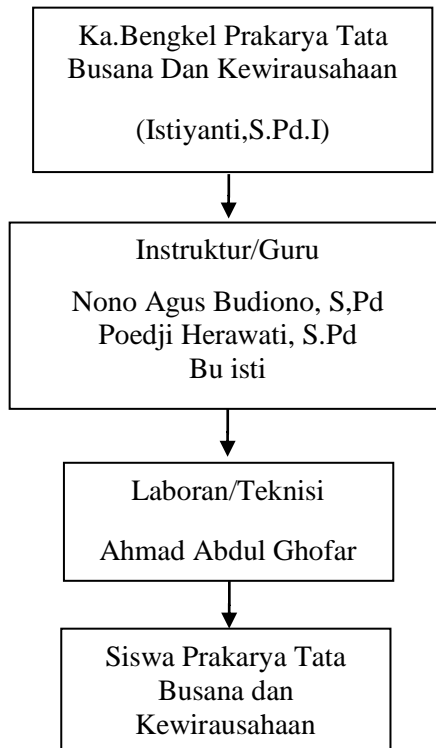 Ka.Bengkel Prakarya Tata
Busana Dan Kewirausahaan
(Istiyanti,S.Pd.I)
Instruktur/Guru
Nono Agus Budiono, S,Pd
Poedji Herawati, S.Pd
Bu isti
Laboran/Teknisi
Ahmad Abdul Ghofar
Siswa Prakarya Tata
Busana dan
Kewirausahaan